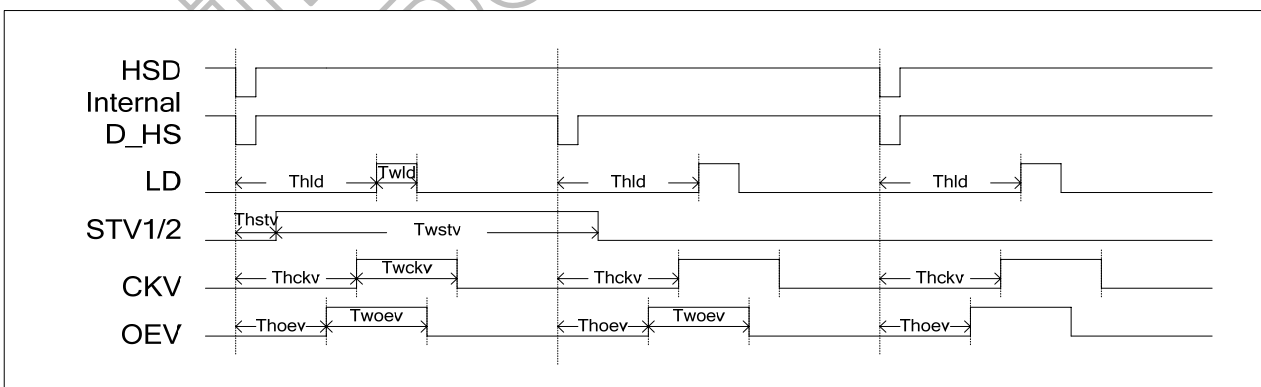 HSD
Internal
D_HS
LD Thld Twld Thld Thld
STV1/2 Thstv Twstv
CKV Thckv Twckv Thckv Thckv
OEV Thoev Twoev Thoev Twoev Thoev